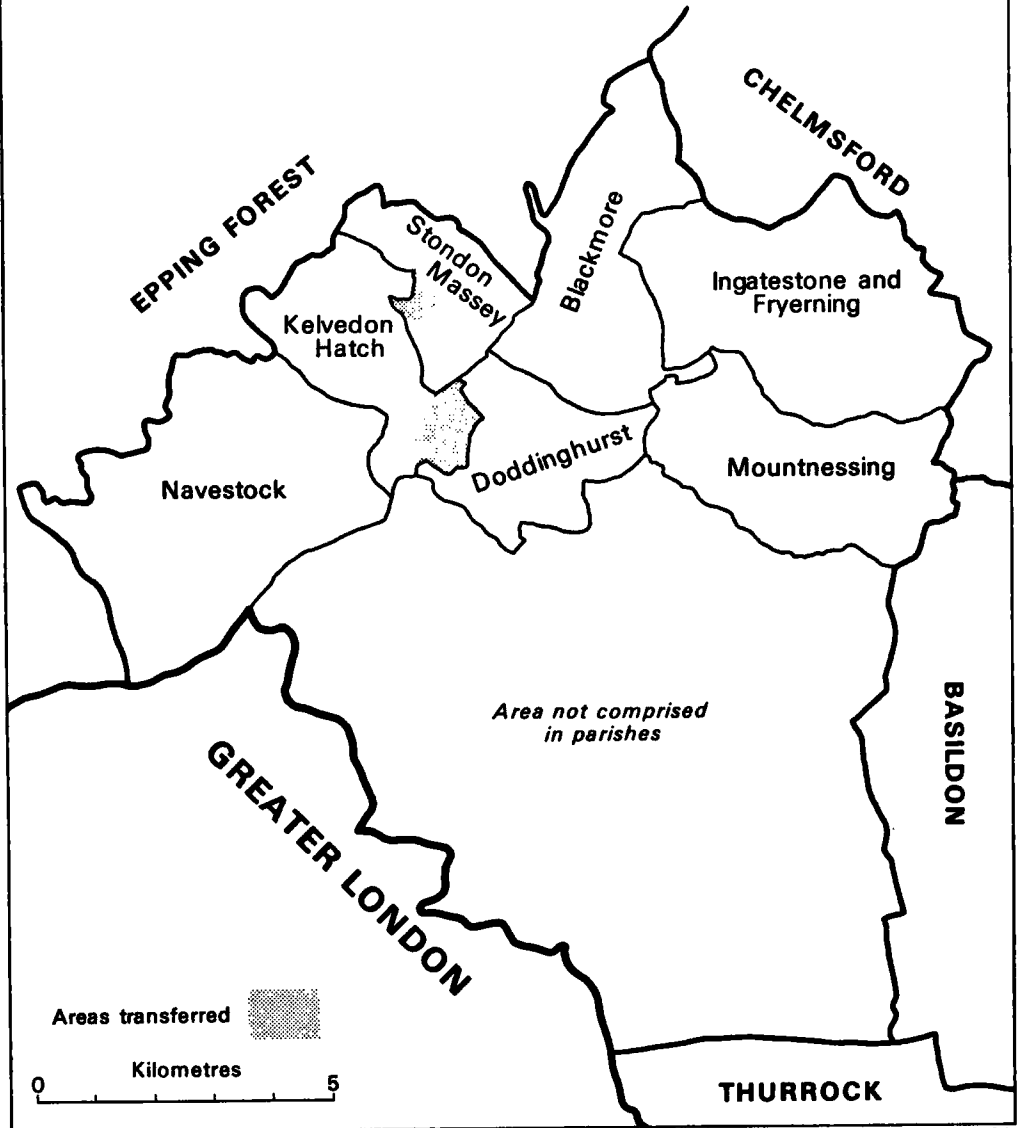 CHELMSFORD
EPPING FOREST
Stondon
Massey
Blackmore
Ingatestone and
Fryerning
Kelvedon
Hatch
Doddinghurst
Mountnessing
Navestock
Area not comprised
in parishes
BASILDON
GREATER LONDON
Areas transferred
Kilometres
0 5
THURROCK